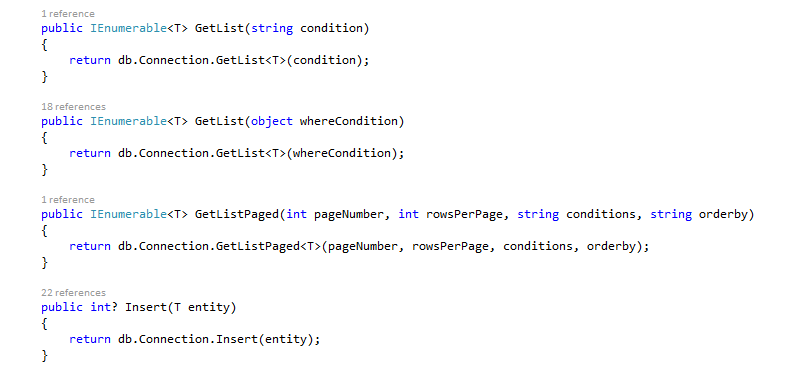 1 reference
public IEnumerable<T> GetList(string condition)
{
    return db.Connection.GetList<T>(condition);
}
18 references
public IEnumerable<T> GetList(object whereCondition)
{
    return db.Connection.GetList<T>(whereCondition);
}
1 reference
public IEnumerable<T> GetListPaged(int pageNumber, int rowsPerPage, string conditions, string orderby)
{
    return db.Connection.GetListPaged<T>(pageNumber, rowsPerPage, conditions, orderby);
}
22 references
public int? Insert(T entity)
{
    return db.Connection.Insert(entity);
}